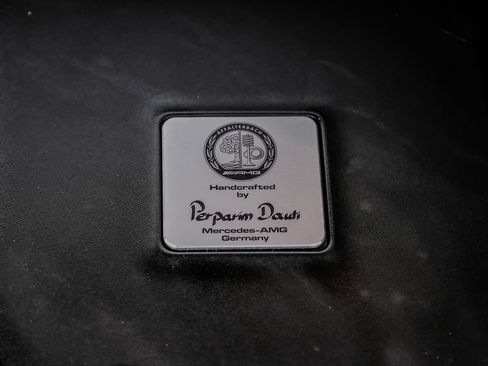 AFFALTERBACH
AMG
Handcrafted
by
Perparim Dauti
Mercedes-AMG
Germany